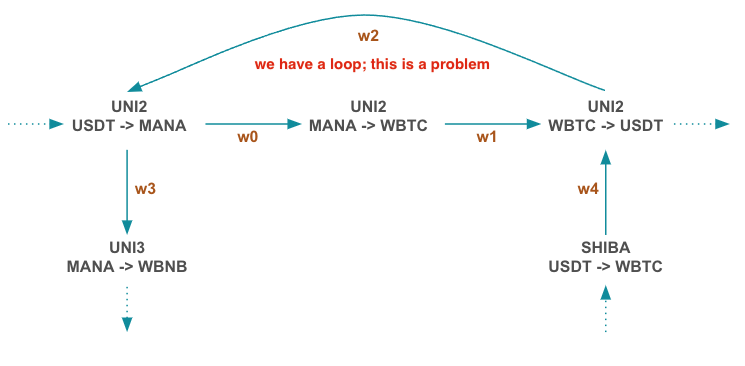 w2
we have a loop; this is a problem
UNI2
USDT -> MANA
w0
UNI2
MANA -> WBTC
w1
UNI2
WBTC -> USDT
w3
w4
UNI3
MANA -> WBNB
SHIBA
USDT -> WBTC